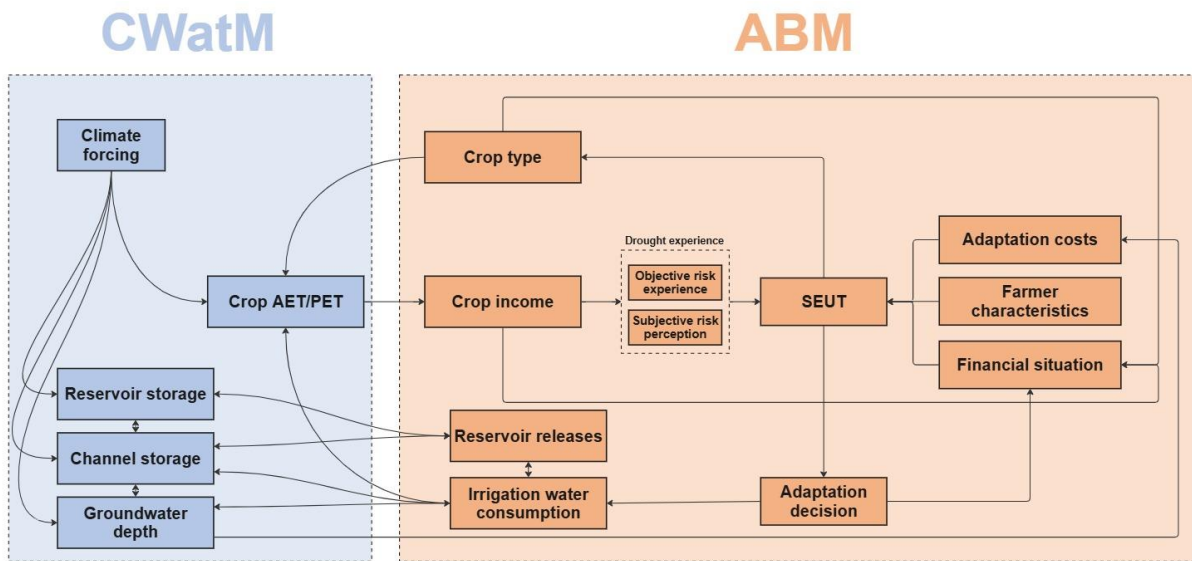 CWatM
ABM
Climate
forcing
Crop type
Drought experience
Adaptation costs
Objective risk
experience
Crop AET/PET
Crop income
SEUT
Farmer
characteristics
Subjective risk
perception
Financial situation
Reservoir storage
Reservoir releases
Channel storage
Irrigation water
consumption
Adaptation
decision
Groundwater
depth